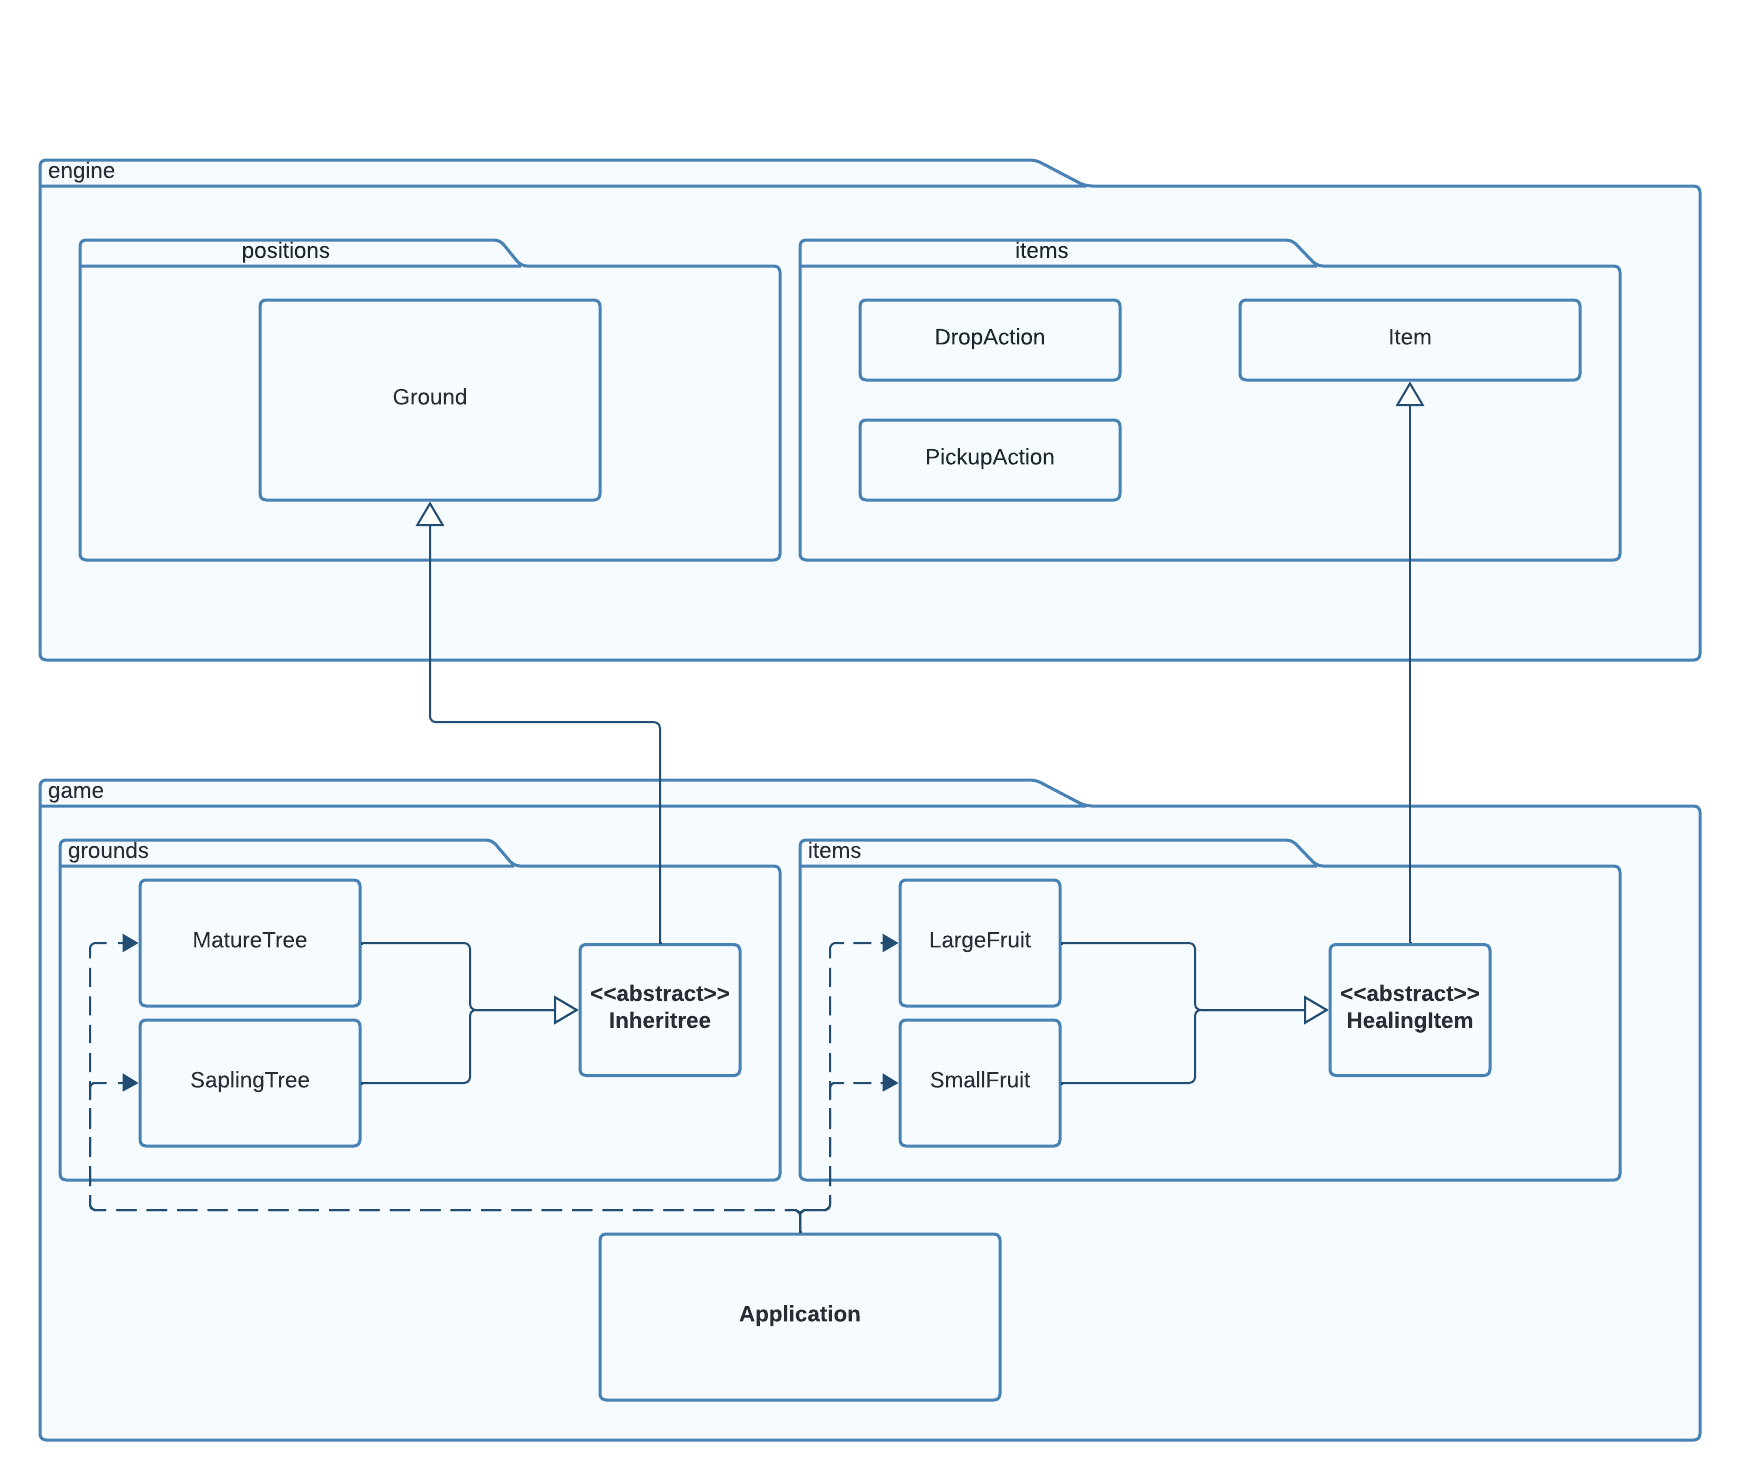 engine
positions
items
Ground
DropAction
Item
PickupAction
game
grounds
items
MatureTree
SaplingTree
<<abstract>>
Inheritree
LargeFruit
SmallFruit
<<abstract>>
HealingItem
Application